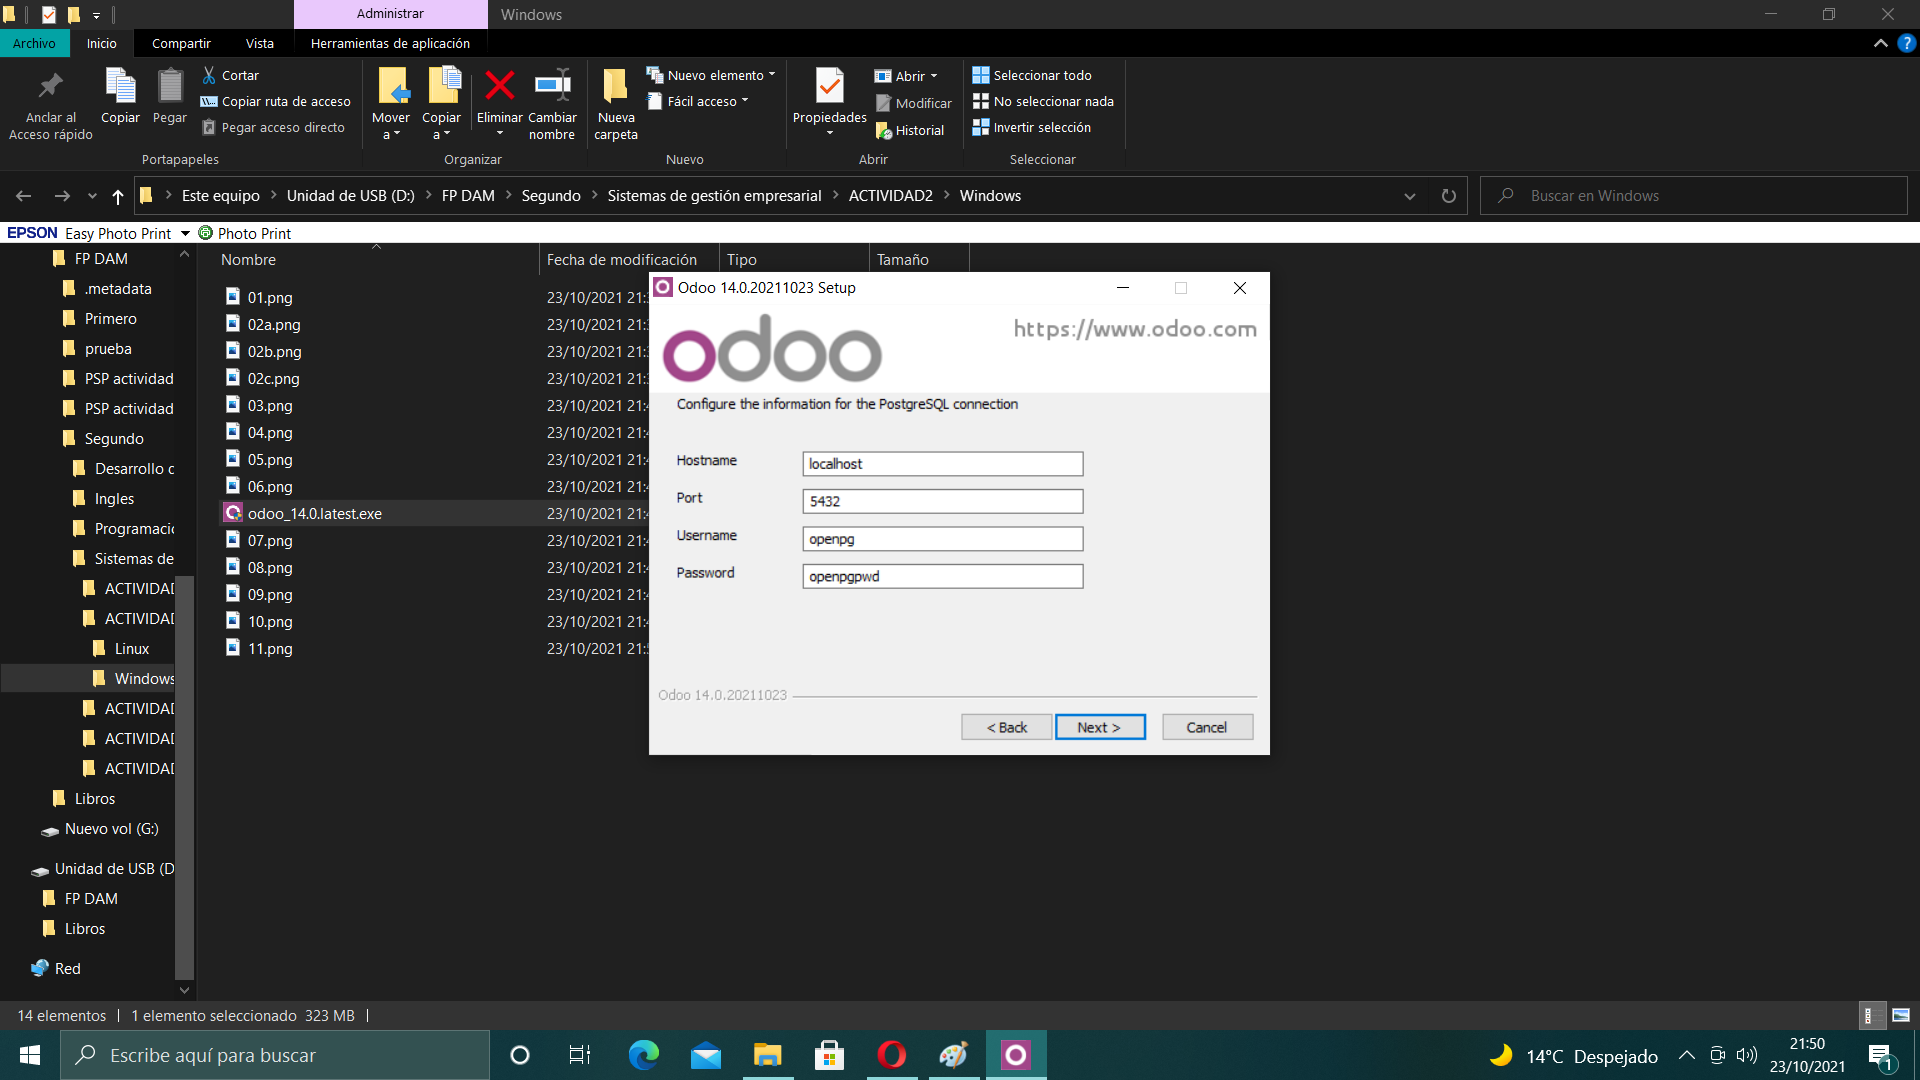 Administrar
Windows
Archivo
Inicio
Compartir
Vista
Herramientas de aplicación
Anclar al
Acceso rápido
Copiar
Pegar
Cortar
Copiar ruta de acceso
Pegar acceso directo
Portapapeles
Mover
a
Copiar
a
Eliminar
Cambiar
nombre
Organizar
Nueva
carpeta
Nuevo elemento
Fácil acceso
Nuevo
Propiedades
Abrir
Modificar
Historial
Abrir
Seleccionar todo
No seleccionar nada
Invertir selección
Seleccionar
Este equipo > Unidad de USB (D:) > FP DAM > Segundo > Sistemas de gestión empresarial > ACTIVIDAD2 > Windows
Buscar en Windows
EPSON Easy Photo Print Photo Print
FP DAM
.metadata
Primero
prueba
PSP actividad
PSP actividad
Segundo
Desarrollo d
Ingles
Programació
Sistemas de
ACTIVIDAD
ACTIVIDAD
Linux
Windows
ACTIVIDAD
ACTIVIDAD
ACTIVIDAD
Libros
Nuevo vol (G:)
Unidad de USB (D
FP DAM
Libros
Red
Nombre Fecha de modificación Tipo Tamaño
01.png 23/10/2021 21:
02a.png 23/10/2021 21:
02b.png 23/10/2021 21:
02c.png 23/10/2021 21:
03.png 23/10/2021 21:
04.png 23/10/2021 21:
05.png 23/10/2021 21:
06.png 23/10/2021 21:
odoo_14.0.latest.exe 23/10/2021 21:
07.png 23/10/2021 21:
08.png 23/10/2021 21:
09.png 23/10/2021 21:
10.png 23/10/2021 21:
11.png 23/10/2021 21:
Odoo 14.0.20211023 Setup
odoo
https://www.odoo.com
Configure the information for the PostgreSQL connection
Hostname localhost
Port 5432
Username openpg
Password openpgpwd
Odoo 14.0.20211023
< Back Next > Cancel
14 elementos 1 elemento seleccionado 323 MB
Escribe aquí para buscar
14°C Despejado
21:50
23/10/2021
1